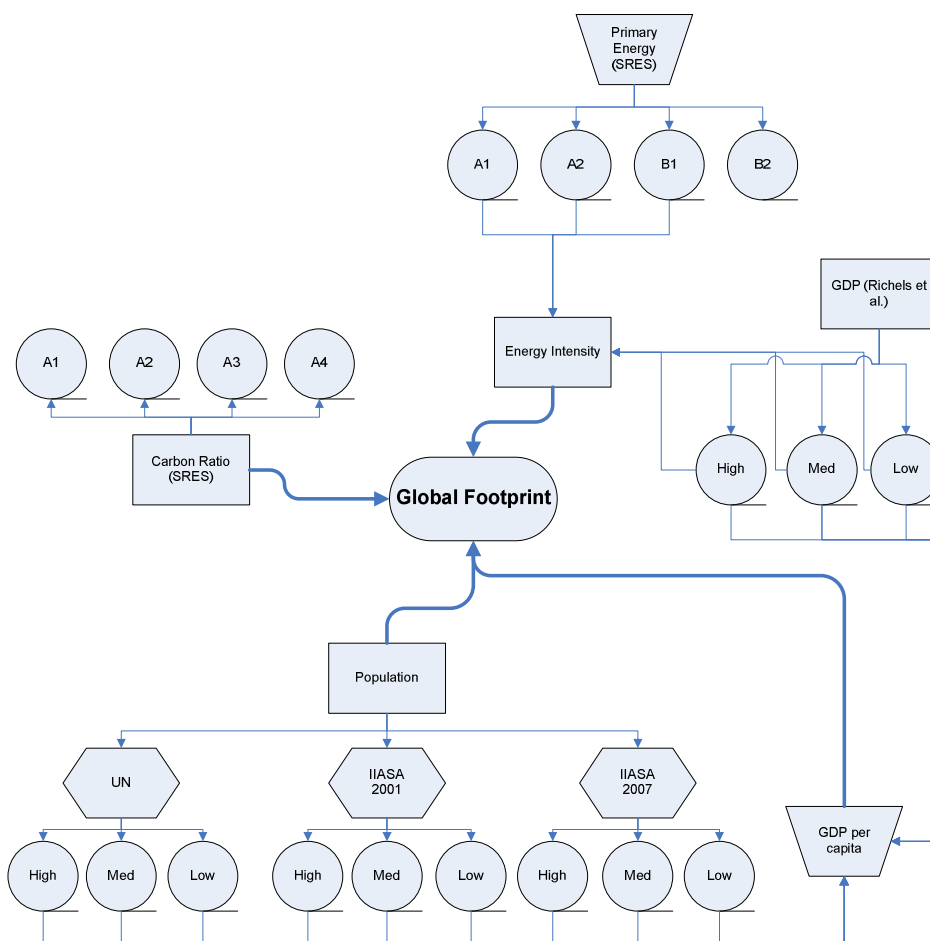 Primary
Energy
(SRES)
A1
A2
B1
B2
GDP (Richels et
al.)
Energy Intensity
A1
A2
A3
A4
Carbon Ratio
(SRES)
High
Med
Low
Global Footprint
Population
UN
IIASA
2001
IIASA
2007
GDP per
capita
High
Med
Low
High
Med
Low
High
Med
Low